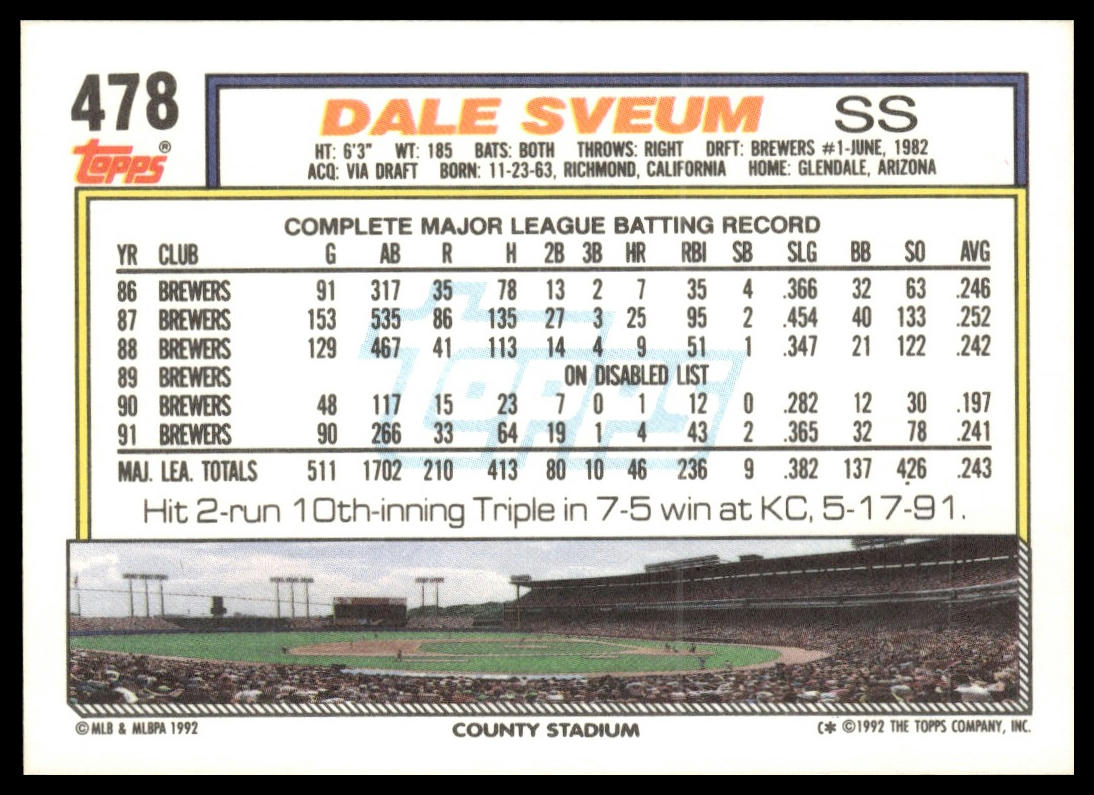 478
DALE SVEUM SS
Topps®
HT: 6'3" WT: 185 BATS: BOTH THROWS: RIGHT DRFT: BREWERS #1-JUNE, 1982
ACQ: VIA DRAFT BORN: 11-23-63, RICHMOND, CALIFORNIA HOME: GLENDALE, ARIZONA
COMPLETE MAJOR LEAGUE BATTING RECORD
YR CLUB G AB R H 2B 3B HR RBI SB SLG BB SO AVG
86 BREWERS 91 317 35 78 13 2 7 35 4 .366 32 63 .246
87 BREWERS 153 535 86 135 27 3 25 95 2 .454 40 133 .252
88 BREWERS 129 467 41 113 14 4 9 51 1 .347 21 122 .242
89 BREWERS ON DISABLED LIST
90 BREWERS 48 117 15 23 7 0 1 12 0 .282 12 30 .197
91 BREWERS 90 266 33 64 19 1 4 43 2 .365 32 78 .241
MAJ. LEA. TOTALS 511 1702 210 413 80 10 46 236 9 .382 137 426 .243
Topps
Hit 2-run 10th-inning Triple in 7-5 win at KC, 5-17-91.
© MLB & MLBPA 1992 COUNTY STADIUM C* ©1992 THE TOPPS COMPANY, INC.